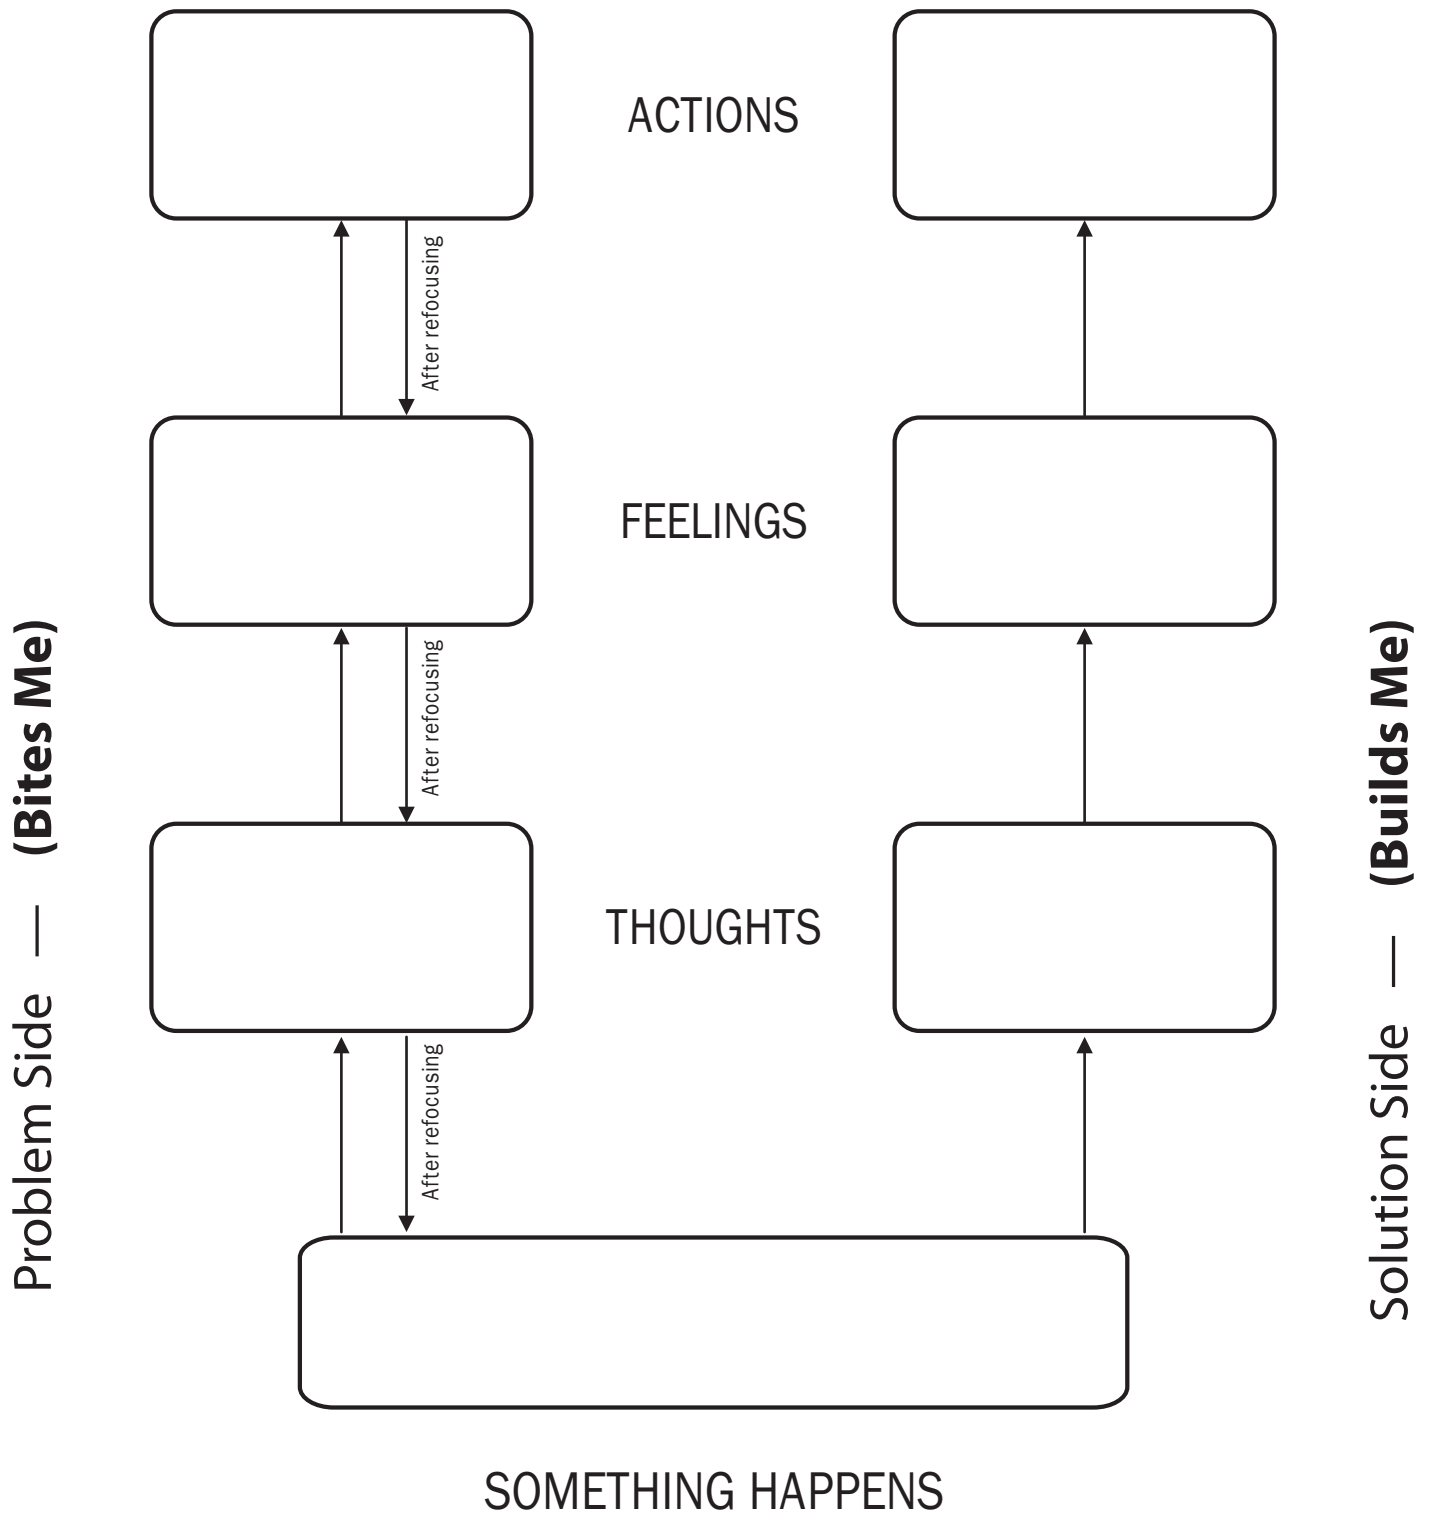 ACTIONS
After refocusing
FEELINGS
After refocusing
THOUGHTS
After refocusing
SOMETHING HAPPENS
Problem Side — (Bites Me)
Solution Side — (Builds Me)